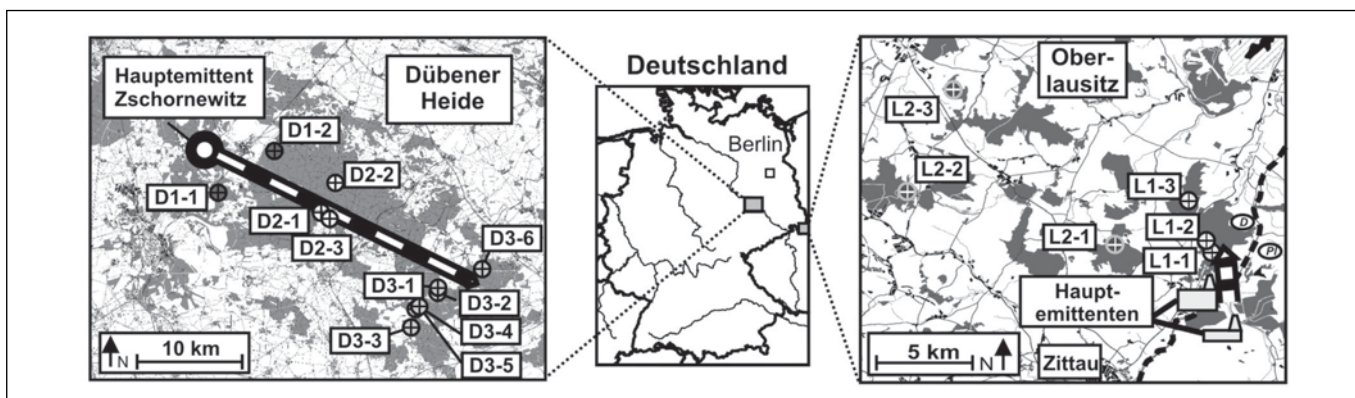 Hauptemittent
Zschornewitz
Dübener
Heide
D1-2
D2-2
D1-1
D2-1
D2-3
D3-6
D3-1
D3-2
D3-4
D3-3
D3-5
N
10 km
Deutschland
Berlin
Ober-
lausitz
L2-3
L2-2
L1-3
L1-2
L2-1
L1-1
D
Pl
Haupt-
emittenten
5 km
N
Zittau